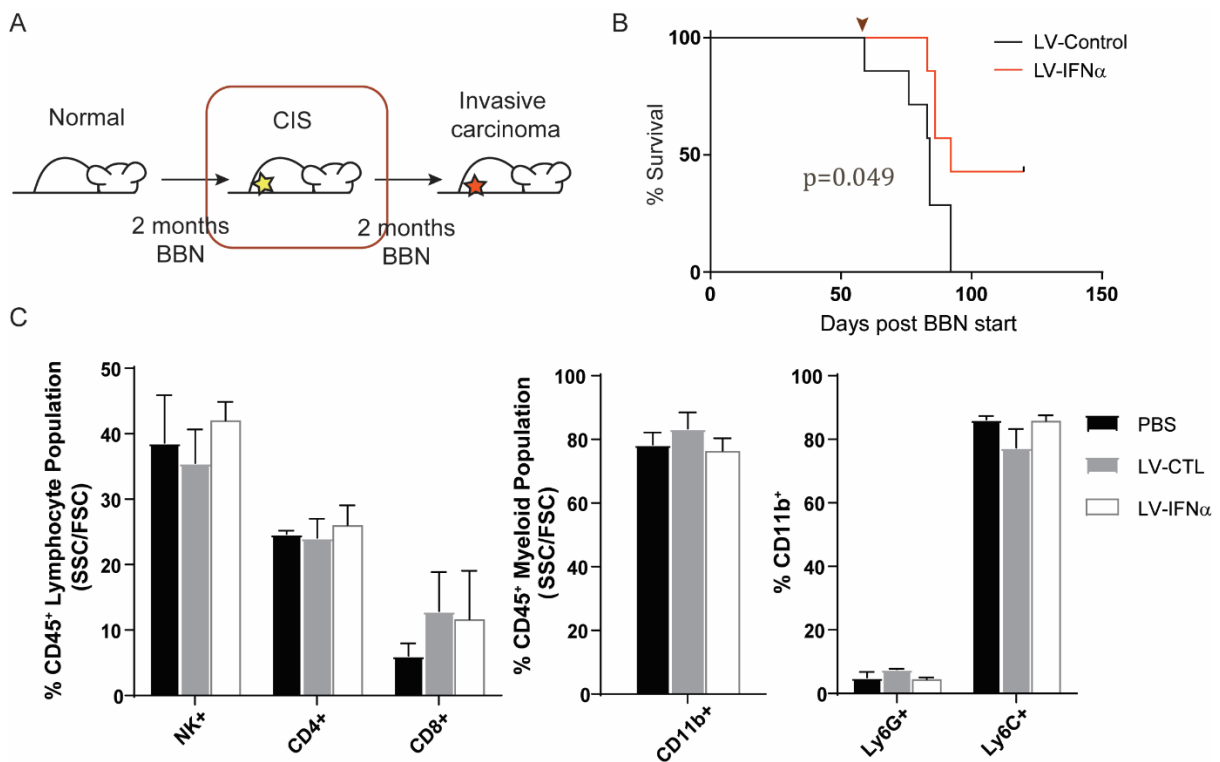 A
Normal
CIS
Invasive
carcinoma
2 months
BBN
2 months
BBN
B
LV-Control
LV-IFNα
% Survival
100
50
0
p=0.049
0
50
100
150
Days post BBN start
C
% CD45⁺ Lymphocyte Population
(SSC/FSC)
50
40
30
20
10
0
NK+
CD4+
CD8+
% CD45⁺ Myeloid Population
(SSC/FSC)
100
80
60
40
20
0
CD11b+
% CD11b⁺
100
80
60
40
20
0
Ly6G+
Ly6C+
PBS
LV-CTL
LV-IFNα